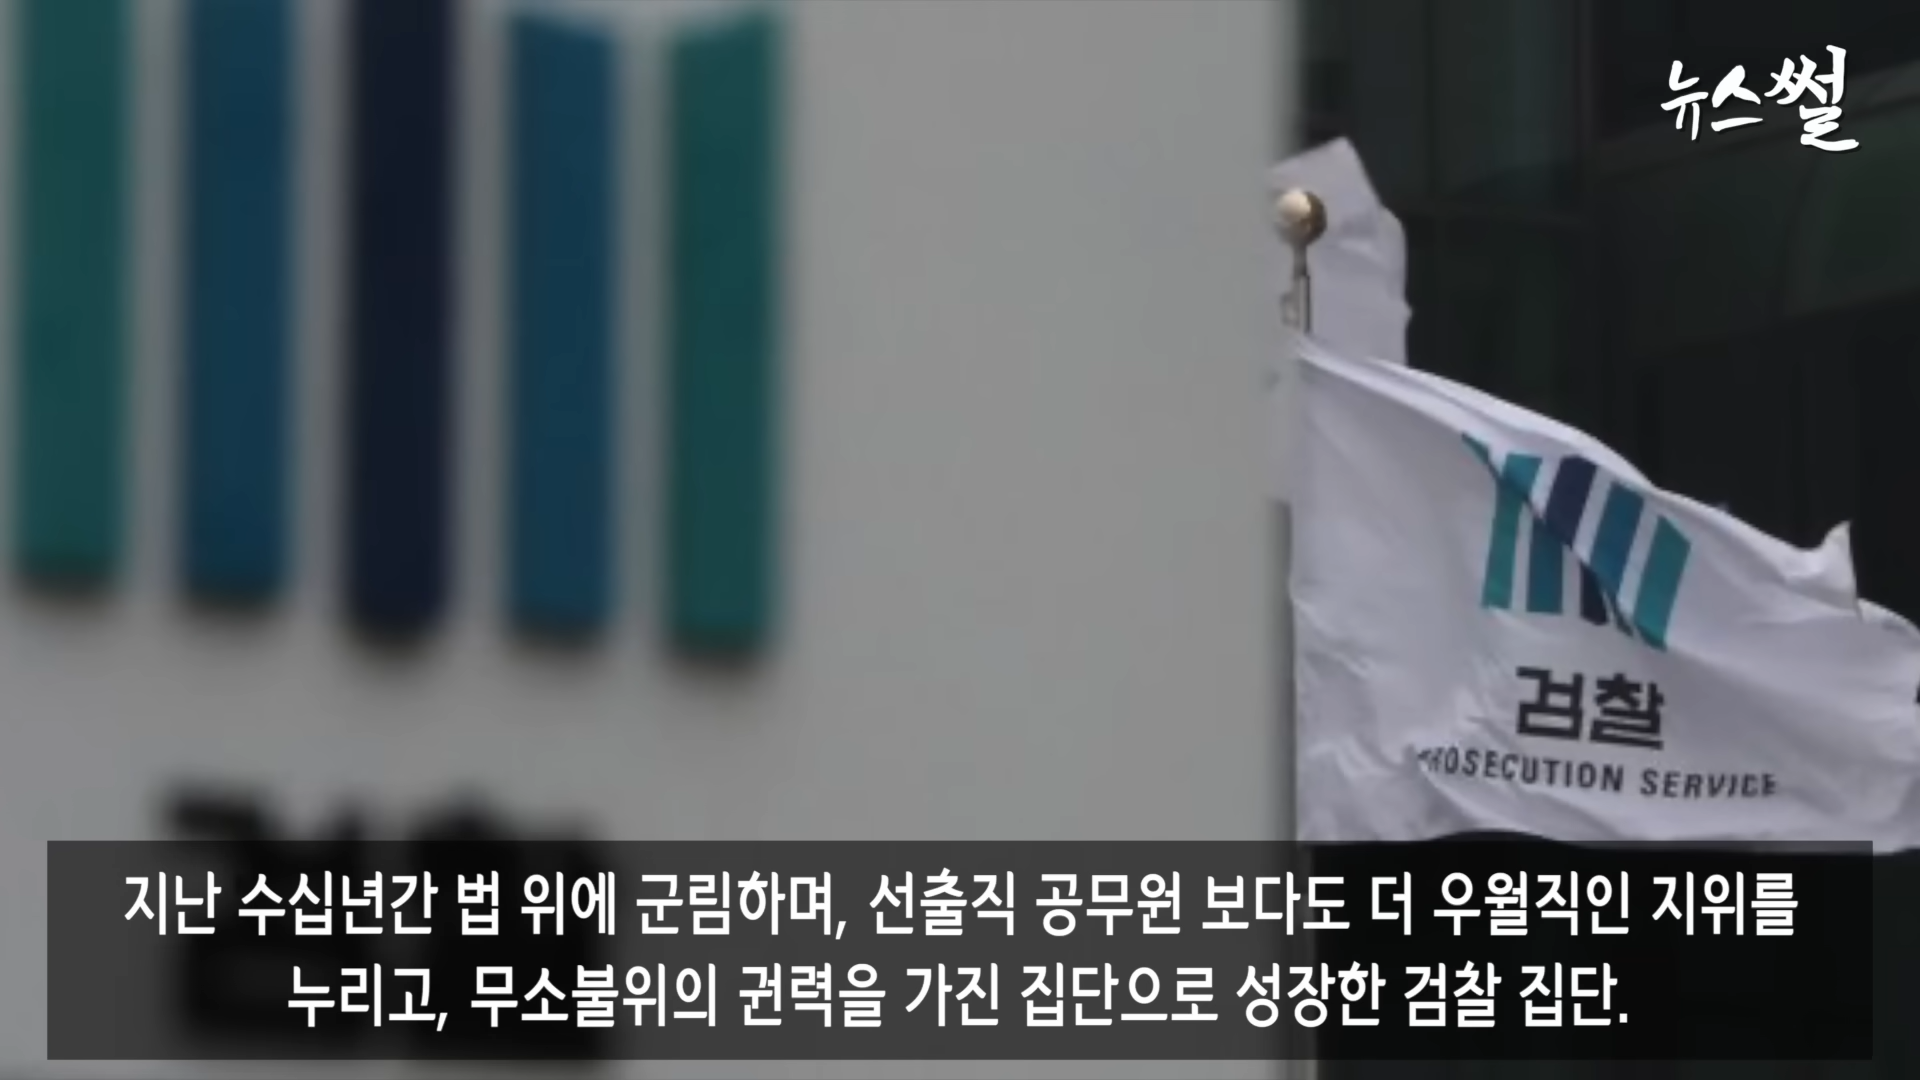 뉴스썰
검찰
PROSECUTION SERVICE
지난 수십년간 법 위에 군림하며, 선출직 공무원 보다도 더 우월직인 지위를
누리고, 무소불위의 권력을 가진 집단으로 성장한 검찰 집단.